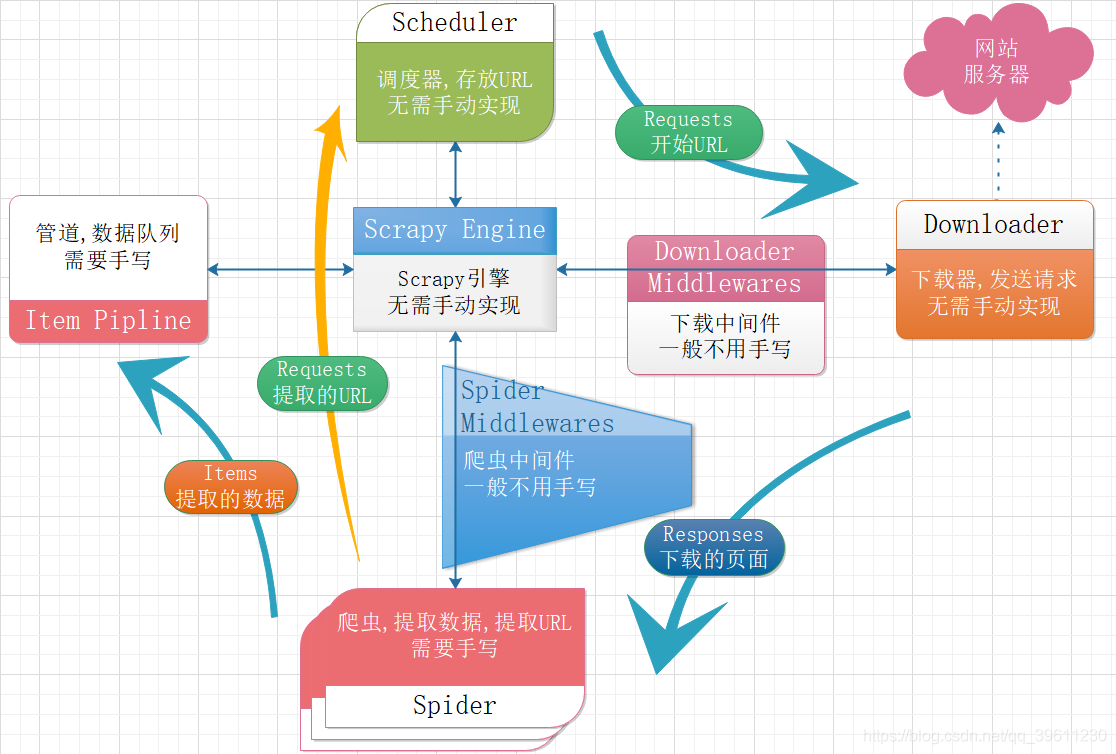 Scheduler
调度器,存放URL
无需手动实现
网站
服务器
Requests
开始URL
管道,数据队列
需要手写
Item Pipline
Scrapy Engine
Scrapy引擎
无需手动实现
Downloader
Middlewares
下载中间件
一般不用手写
Downloader
下载器,发送请求
无需手动实现
Requests
提取的URL
Spider
Middlewares
爬虫中间件
一般不用手写
Items
提取的数据
Responses
下载的页面
爬虫,提取数据,提取URL
需要手写
Spider
https://blog.csdn.net/qq_39611230